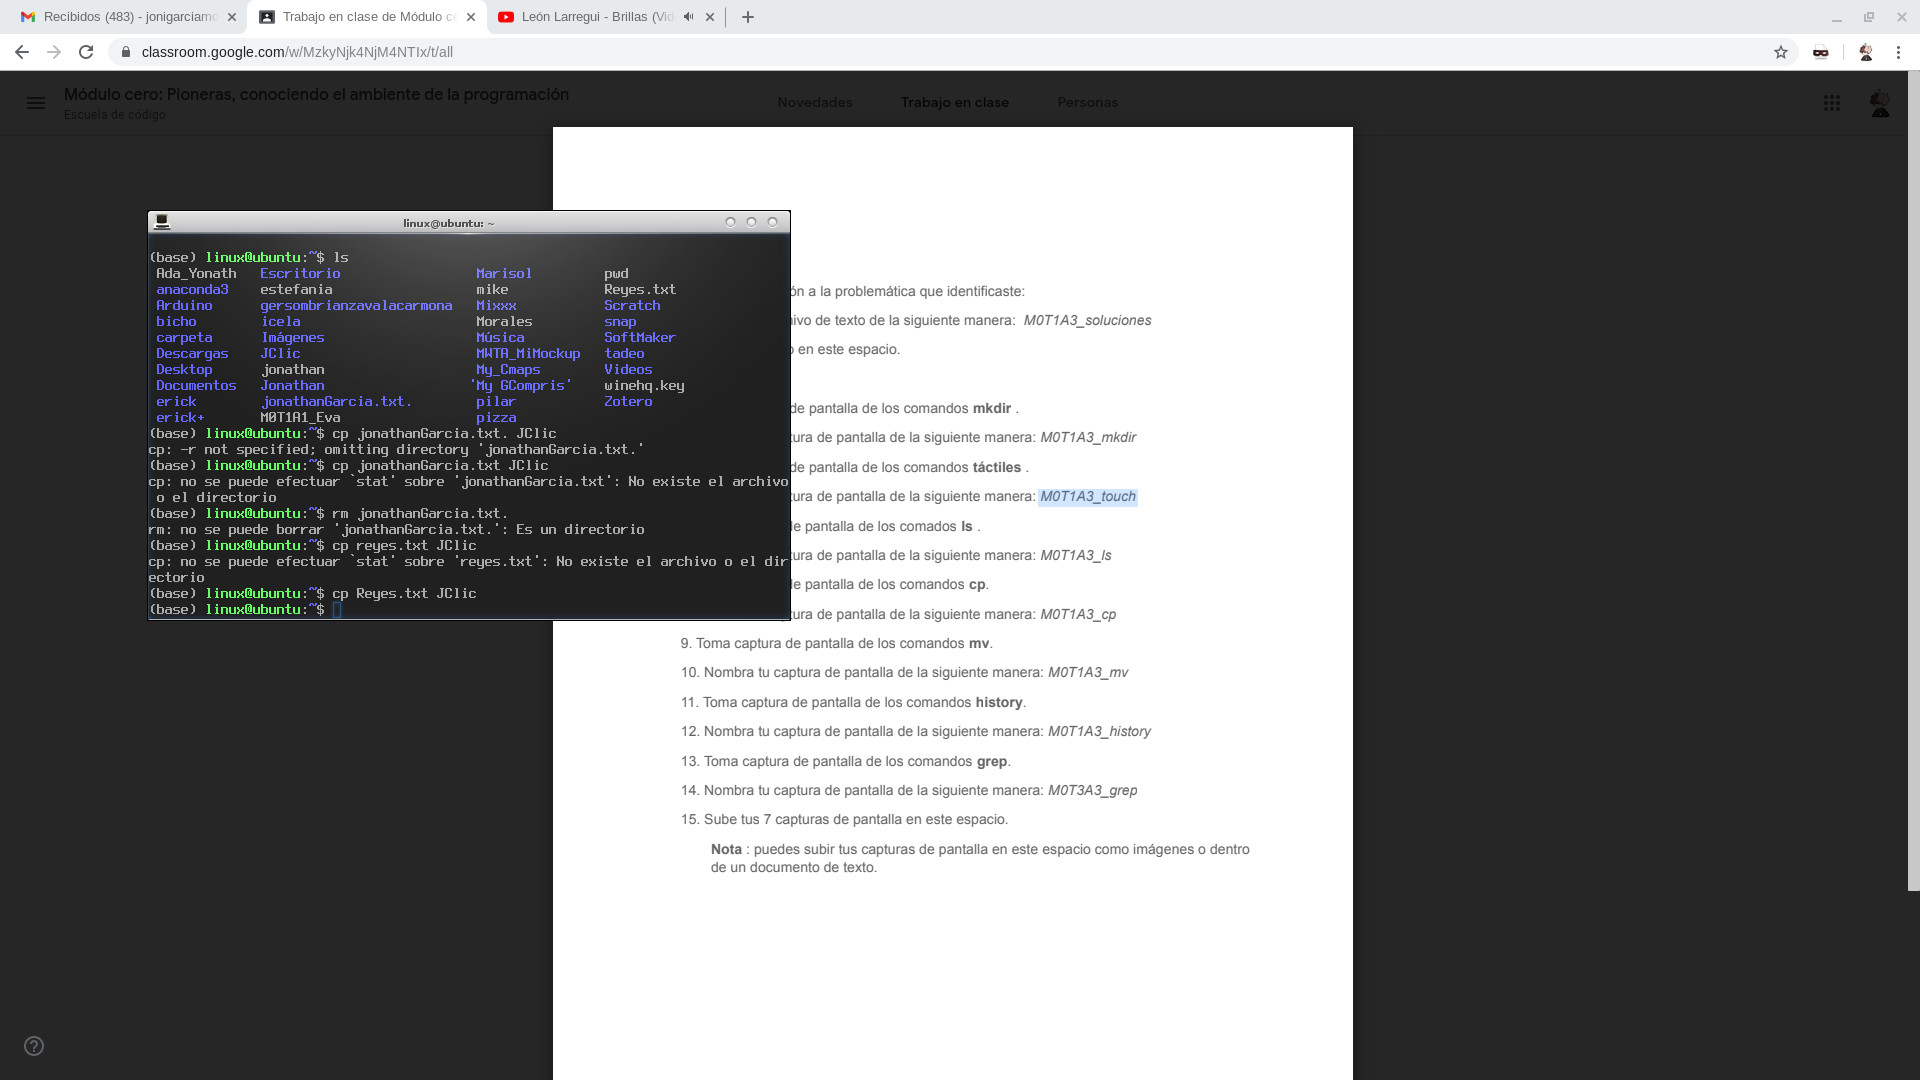 Recibidos (483) - jonigarciamo
Trabajo en clase de Módulo ce
León Larregui - Brillas (Vid
classroom.google.com/w/MzkyNjk4NjM4NTIx/t/all
Módulo cero: Pioneras, conociendo el ambiente de la programación
Escuela de código
Novedades Trabajo en clase Personas
linux@ubuntu: ~
(base) linux@ubuntu:~$ ls
Ada_Yonath Escritorio Marisol pwd
anaconda3 estefania mike Reyes.txt
Arduino gersombrianzavalacarmona Mixxx Scratch
bicho icela Morales snap
carpeta Imágenes Música SoftMaker
Descargas JClic MWTA_MiMockup tadeo
Desktop jonathan My_Cmaps Videos
Documentos Jonathan 'My GCompris' winehq.key
erick jonathanGarcia.txt. pilar Zotero
erick+ M0T1A1_Eva pizza
(base) linux@ubuntu:~$ cp jonathanGarcia.txt. JClic
cp: -r not specified; omitting directory 'jonathanGarcia.txt.'
(base) linux@ubuntu:~$ cp jonathanGarcia.txt JClic
cp: no se puede efectuar `stat' sobre 'jonathanGarcia.txt': No existe el archivo
o el directorio
(base) linux@ubuntu:~$ rm jonathanGarcia.txt.
rm: no se puede borrar 'jonathanGarcia.txt.': Es un directorio
(base) linux@ubuntu:~$ cp reyes.txt JClic
cp: no se puede efectuar `stat' sobre 'reyes.txt': No existe el archivo o el dir
ectorio
(base) linux@ubuntu:~$ cp Reyes.txt JClic
(base) linux@ubuntu:~$
ón a la problemática que identificaste:
ivo de texto de la siguiente manera: M0T1A3_soluciones
o en este espacio.
de pantalla de los comandos mkdir .
tura de pantalla de la siguiente manera: M0T1A3_mkdir
de pantalla de los comandos táctiles .
tura de pantalla de la siguiente manera: M0T1A3_touch
de pantalla de los comados ls .
tura de pantalla de la siguiente manera: M0T1A3_ls
de pantalla de los comandos cp.
tura de pantalla de la siguiente manera: M0T1A3_cp
9. Toma captura de pantalla de los comandos mv.
10. Nombra tu captura de pantalla de la siguiente manera: M0T1A3_mv
11. Toma captura de pantalla de los comandos history.
12. Nombra tu captura de pantalla de la siguiente manera: M0T1A3_history
13. Toma captura de pantalla de los comandos grep.
14. Nombra tu captura de pantalla de la siguiente manera: M0T3A3_grep
15. Sube tus 7 capturas de pantalla en este espacio.
Nota : puedes subir tus capturas de pantalla en este espacio como imágenes o dentro
de un documento de texto.